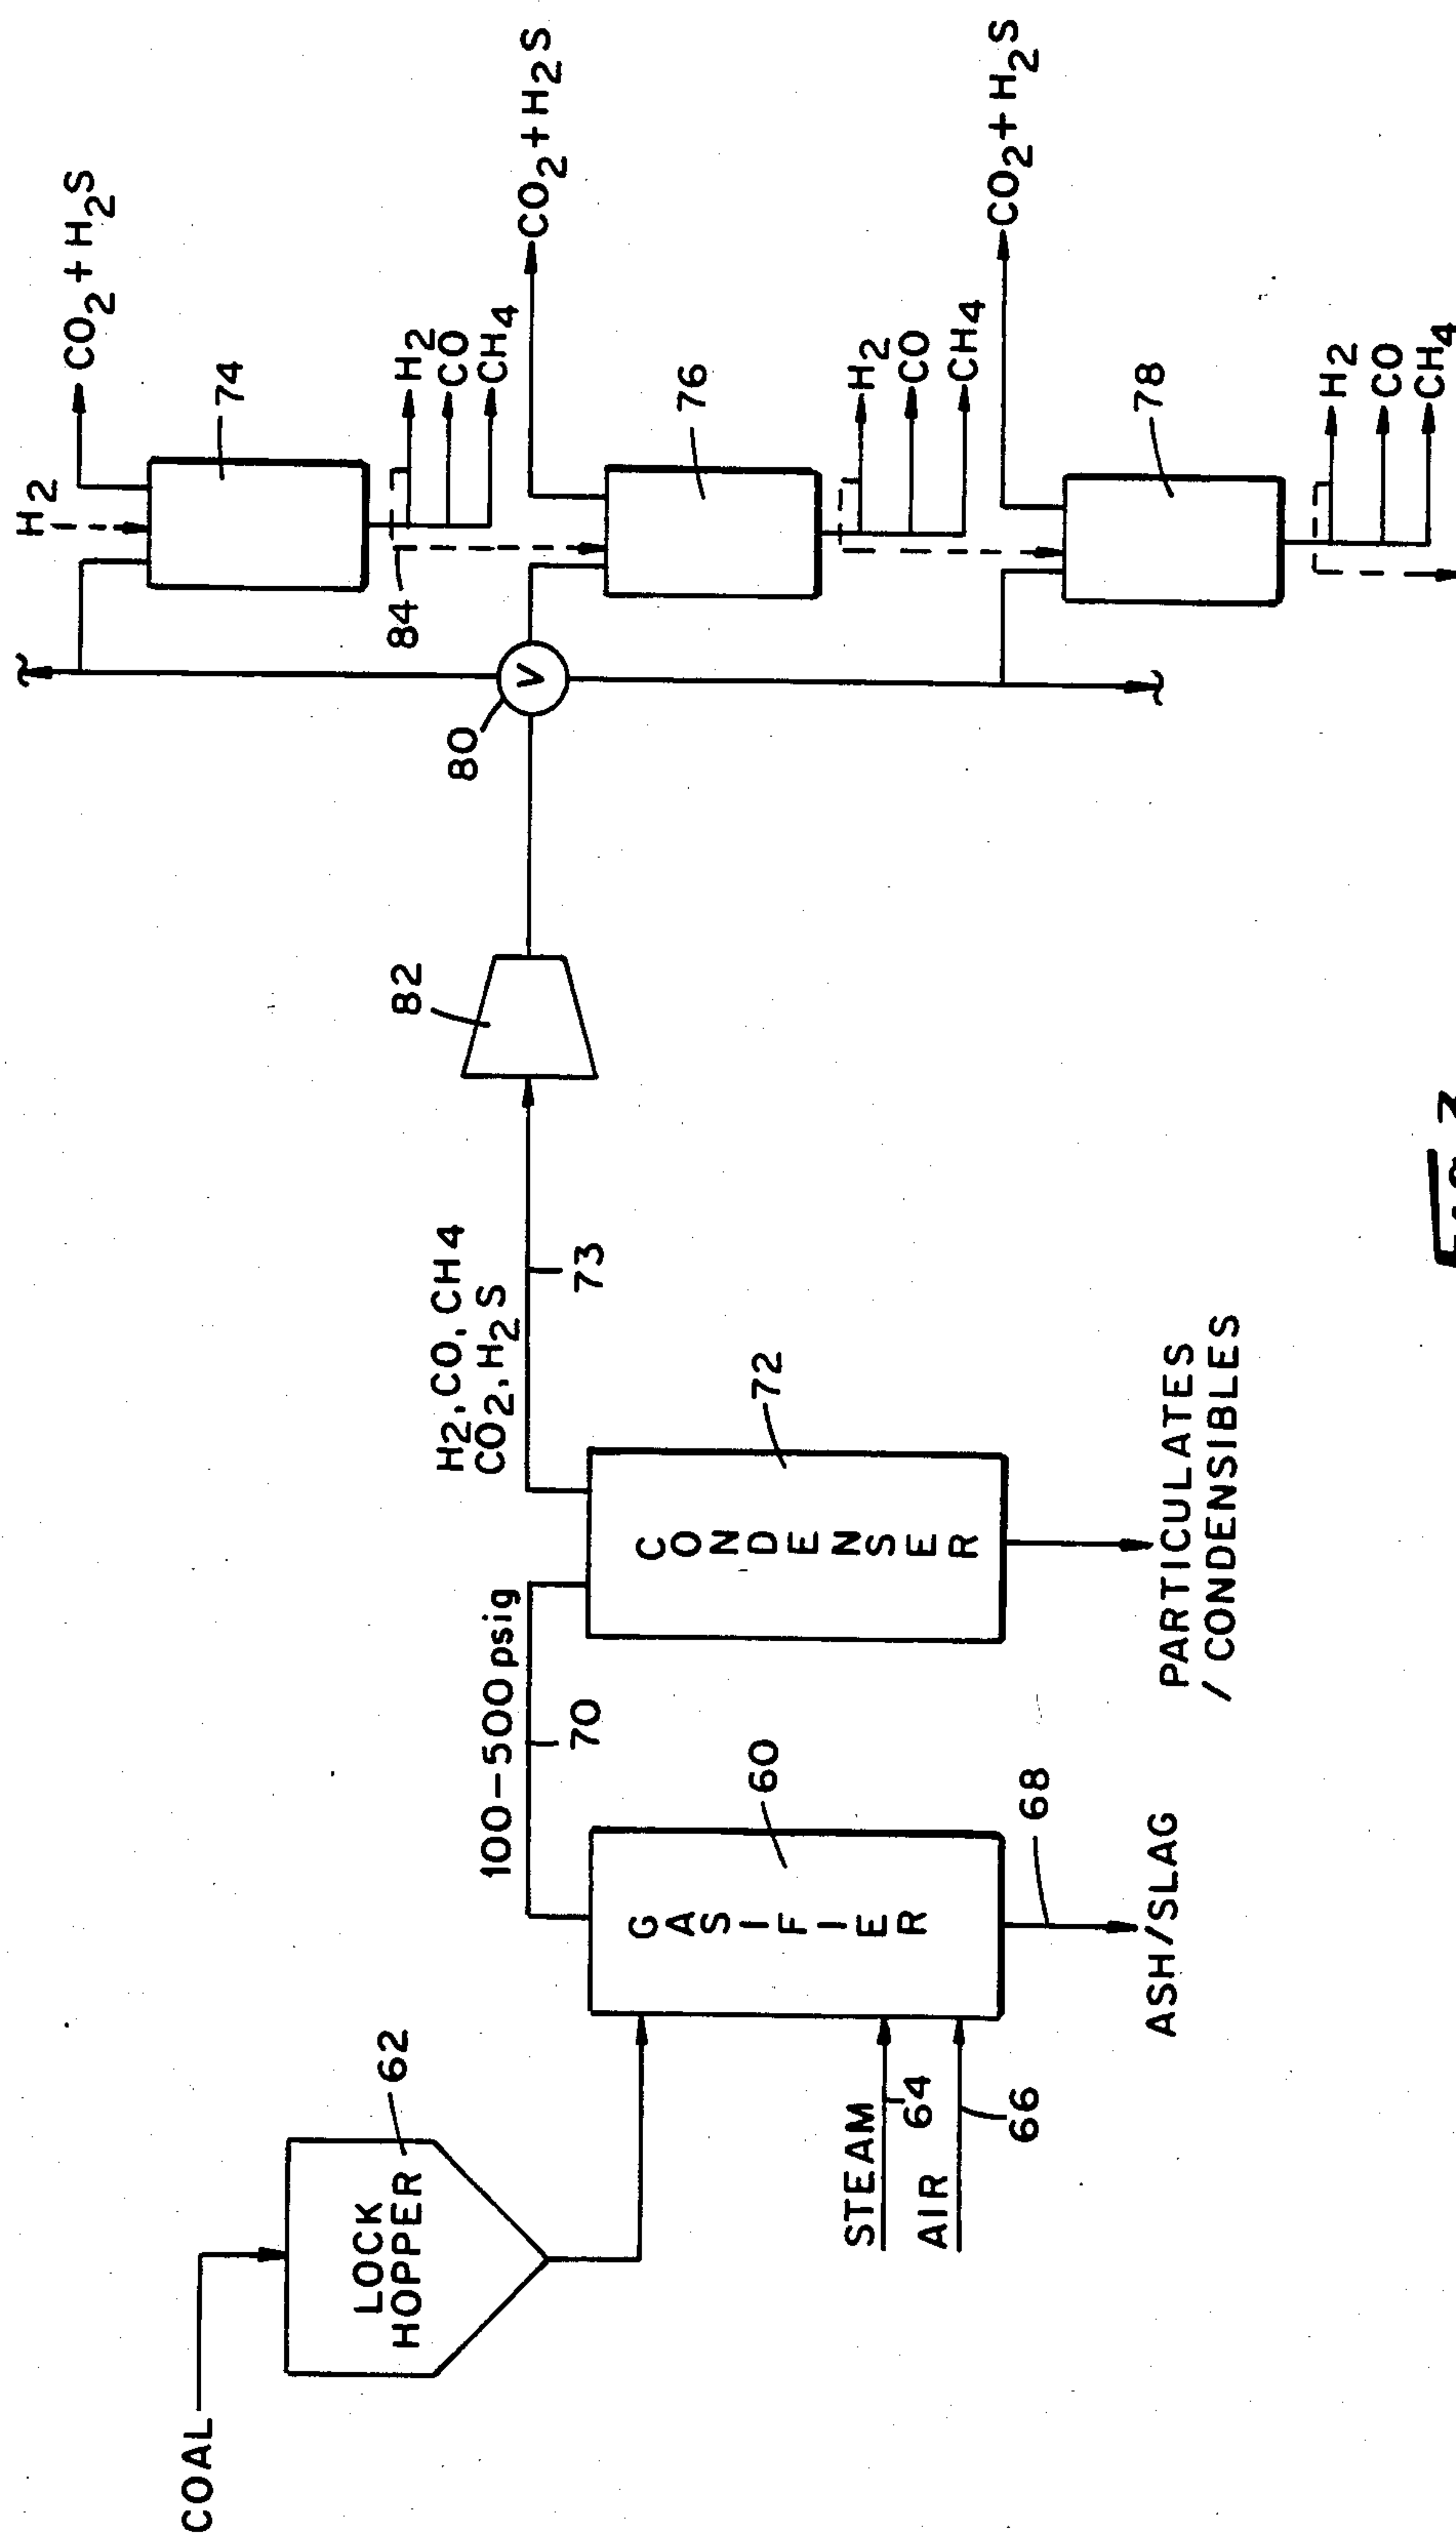 COAL
LOCK
HOPPER
62
STEAM
64
AIR
66
GASIFIER
60
68
ASH/SLAG
100-500 psig
70
CONDENSER
72
PARTICULATES
/CONDENSIBLES
H2, CO, CH4
CO2, H2S
73
82
80
V
H2
CO2+H2S
74
H2
CO
CH4
84
CO2+H2S
76
H2
CO
CH4
CO2+H2S
78
H2
CO
CH4